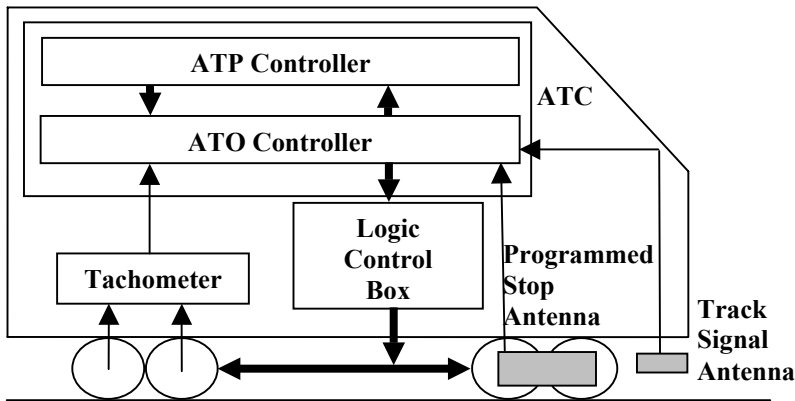 ATP Controller
ATC
ATO Controller
Logic
Control
Box
Programmed
Stop
Antenna
Tachometer
Track
Signal
Antenna